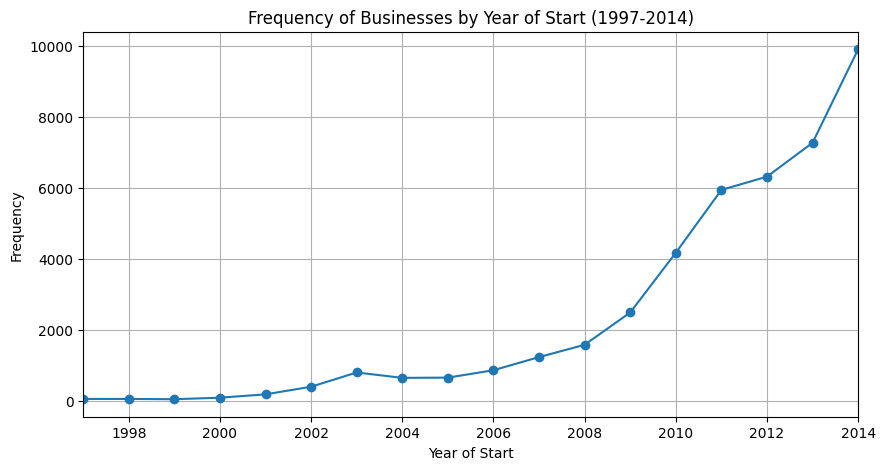 Frequency of Businesses by Year of Start (1997-2014)
10000
8000
6000
4000
2000
0
Frequency
1998 2000 2002 2004 2006 2008 2010 2012 2014
Year of Start